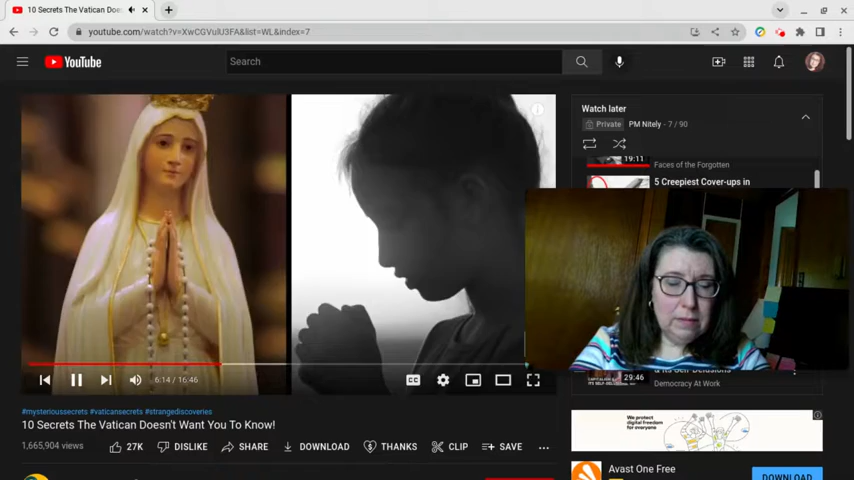 10 Secrets The Vatican Doesn't
youtube.com/watch?v=XwCGVulU3FA&list=WL&index=7
YouTube
Search
Watch later
Private
PM Nitely - 7 / 90
19:11
Faces of the Forgotten
5 Creepiest Cover-ups in
6:14 / 16:46
29:46
Democracy At Work
#mysterioussecrets #vaticansecrets #strangediscoveries
10 Secrets The Vatican Doesn't Want You To Know!
1,665,904 views
27K
DISLIKE
SHARE
DOWNLOAD
THANKS
CLIP
SAVE
We protect
digital freedom
for everyone
Avast One Free
DOWNLOAD